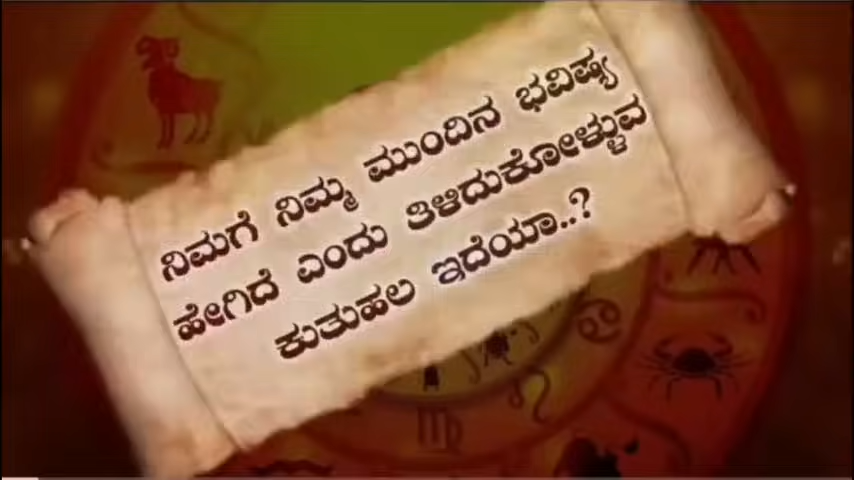 ನಿಮಗೆ ನಿಮ್ಮ ಮುಂದಿನ ಭವಿಷ್ಯ
ಹೇಗಿದೆ ಎಂದು ತಿಳಿದುಕೋಳ್ಳುವ
ಕುತುಹಲ ಇದೆಯಾ..?